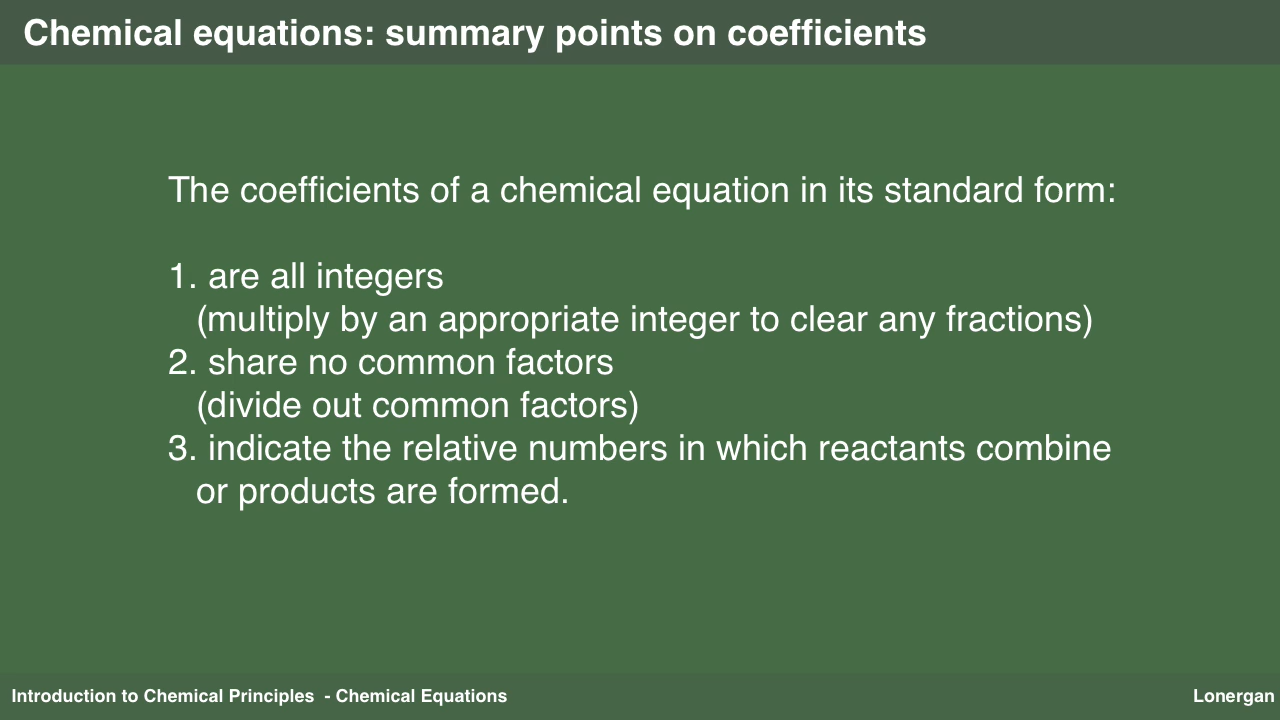 Chemical equations: summary points on coefficients
The coefficients of a chemical equation in its standard form:
1. are all integers
(multiply by an appropriate integer to clear any fractions)
2. share no common factors
(divide out common factors)
3. indicate the relative numbers in which reactants combine
or products are formed.
Introduction to Chemical Principles - Chemical Equations
Lonergan